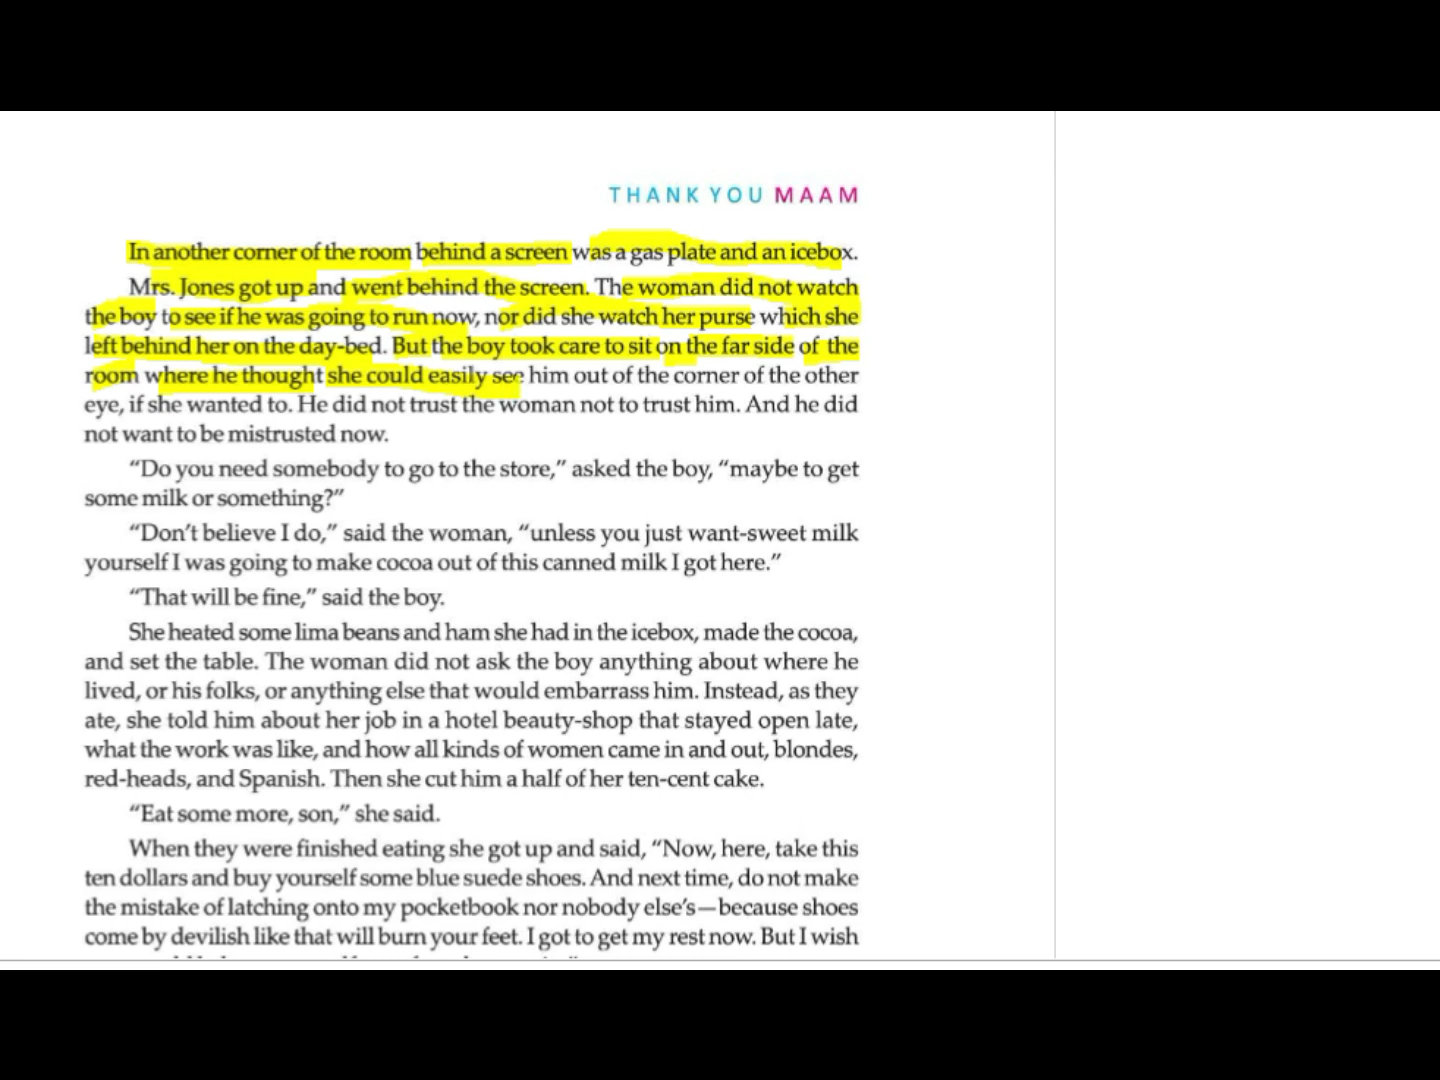 THANK YOU MAAM
In another corner of the room behind a screen was a gas plate and an icebox.
Mrs. Jones got up and went behind the screen. The woman did not watch
the boy to see if he was going to run now, nor did she watch her purse which she
left behind her on the day-bed. But the boy took care to sit on the far side of the
room where he thought she could easily see him out of the corner of the other
eye, if she wanted to. He did not trust the woman not to trust him. And he did
not want to be mistrusted now.
“Do you need somebody to go to the store,” asked the boy, “maybe to get
some milk or something?”
“Don’t believe I do,” said the woman, “unless you just want-sweet milk
yourself I was going to make cocoa out of this canned milk I got here.”
“That will be fine,” said the boy.
She heated some lima beans and ham she had in the icebox, made the cocoa,
and set the table. The woman did not ask the boy anything about where he
lived, or his folks, or anything else that would embarrass him. Instead, as they
ate, she told him about her job in a hotel beauty-shop that stayed open late,
what the work was like, and how all kinds of women came in and out, blondes,
red-heads, and Spanish. Then she cut him a half of her ten-cent cake.
“Eat some more, son,” she said.
When they were finished eating she got up and said, “Now, here, take this
ten dollars and buy yourself some blue suede shoes. And next time, do not make
the mistake of latching onto my pocketbook nor nobody else’s—because shoes
come by devilish like that will burn your feet. I got to get my rest now. But I wish